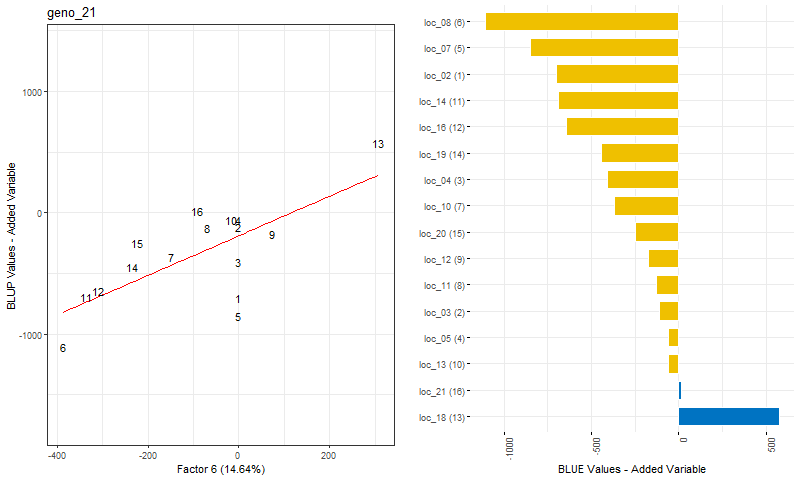 geno_21
BLUP Values - Added Variable
1000
0
-1000
13
16
10
4
2
8
9
15
7
14
3
12
11
1
5
6
-400
-200
0
200
Factor 6 (14.64%)
loc_08 (6)
loc_07 (5)
loc_02 (1)
loc_14 (11)
loc_16 (12)
loc_19 (14)
loc_04 (3)
loc_10 (7)
loc_20 (15)
loc_12 (9)
loc_11 (8)
loc_03 (2)
loc_05 (4)
loc_13 (10)
loc_21 (16)
loc_18 (13)
-1000
-500
0
500
BLUE Values - Added Variable